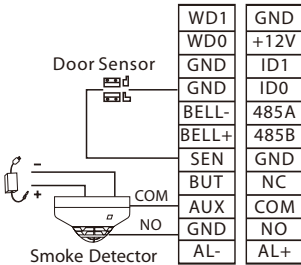 WD1 GND
WD0 +12V
Door Sensor GND ID1
GND ID0
BELL- 485A
BELL+ 485B
SEN GND
− BUT NC
+ COM AUX COM
NO GND NO
Smoke Detector AL- AL+